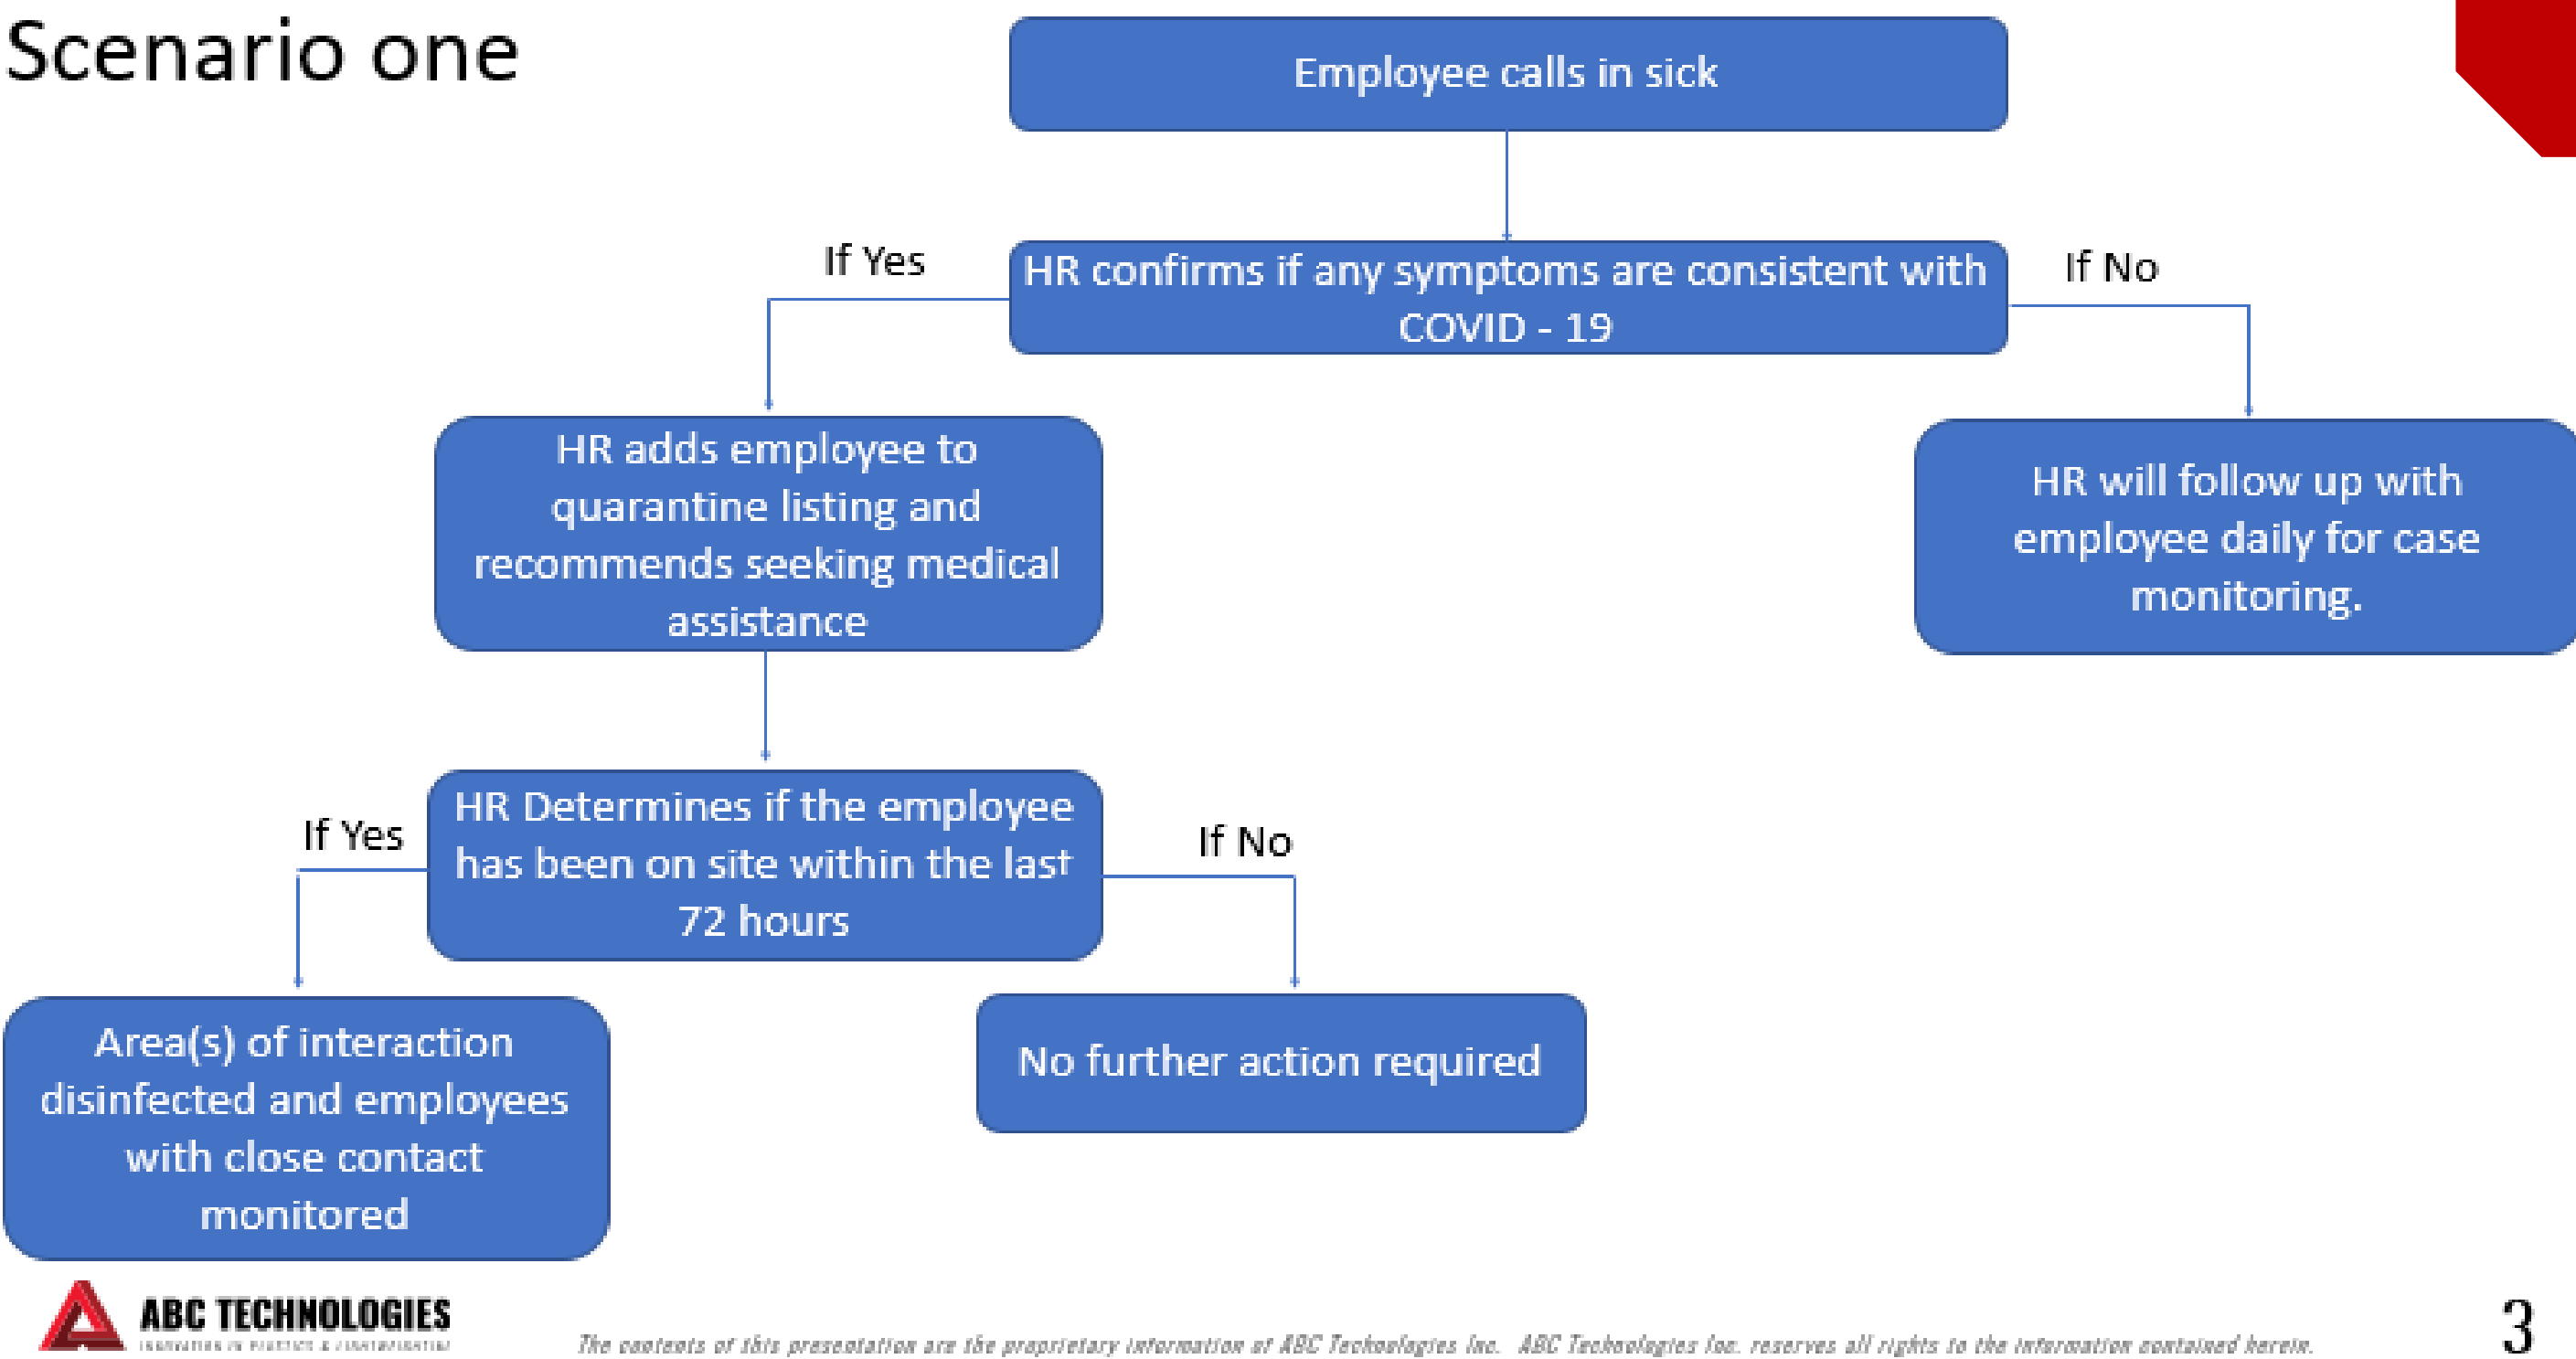 Scenario one
Employee calls in sick
If Yes
HR confirms if any symptoms are consistent with
COVID - 19
If No
HR adds employee to
quarantine listing and
recommends seeking medical
assistance
HR will follow up with
employee daily for case
monitoring.
If Yes
HR Determines if the employee
has been on site within the last
72 hours
If No
Area(s) of interaction
disinfected and employees
with close contact
monitored
No further action required
ABC TECHNOLOGIES
INNOVATION IN PLASTICS &
The contents of this presentation are the proprietary information of ABC Technologies Inc. ABC Technologies Inc. reserves all rights to the information contained herein.
3